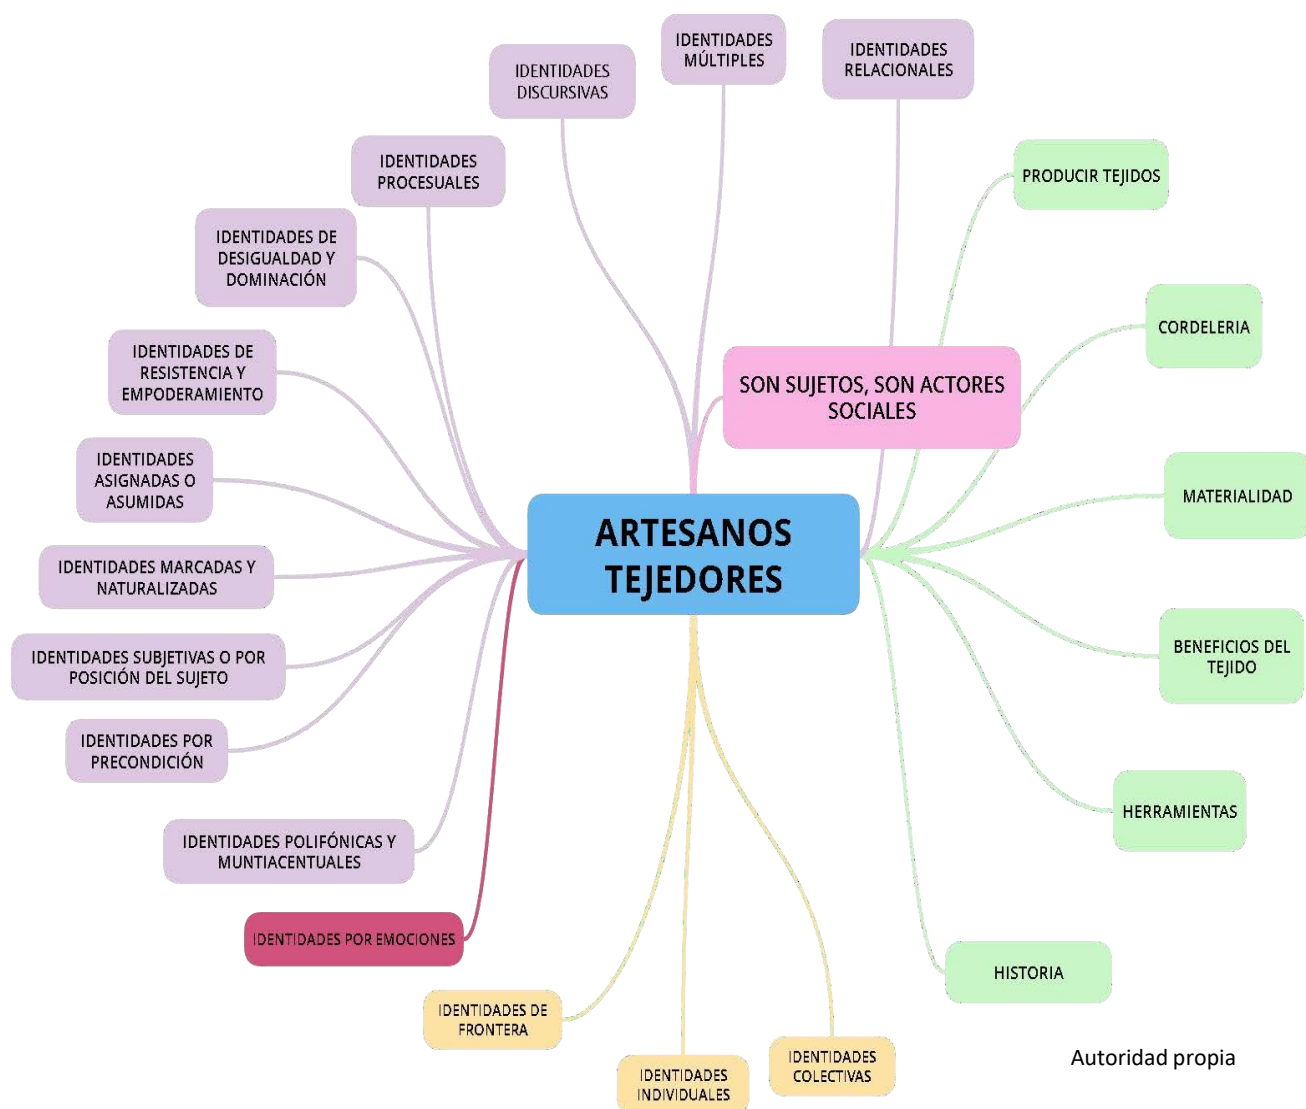 IDENTIDADES
MÚLTIPLES
IDENTIDADES
RELACIONALES
IDENTIDADES
DISCURSIVAS
IDENTIDADES
PROCESUALES
PRODUCIR TEJIDOS
IDENTIDADES DE
DESIGUALDAD Y
DOMINACIÓN
CORDELERIA
IDENTIDADES DE
RESISTENCIA Y
EMPODERAMIENTO
SON SUJETOS, SON ACTORES
SOCIALES
IDENTIDADES
ASIGNADAS O
ASUMIDAS
MATERIALIDAD
ARTESANOS
TEJEDORES
IDENTIDADES MARCADAS Y
NATURALIZADAS
BENEFICIOS DEL
TEJIDO
IDENTIDADES SUBJETIVAS O POR
POSICIÓN DEL SUJETO
IDENTIDADES POR
PRECONDICIÓN
HERRAMIENTAS
IDENTIDADES POLIFÓNICAS Y
MUNTIACENTUALES
IDENTIDADES POR EMOCIONES
HISTORIA
IDENTIDADES DE
FRONTERA
IDENTIDADES
INDIVIDUALES
IDENTIDADES
COLECTIVAS
Autoridad propia